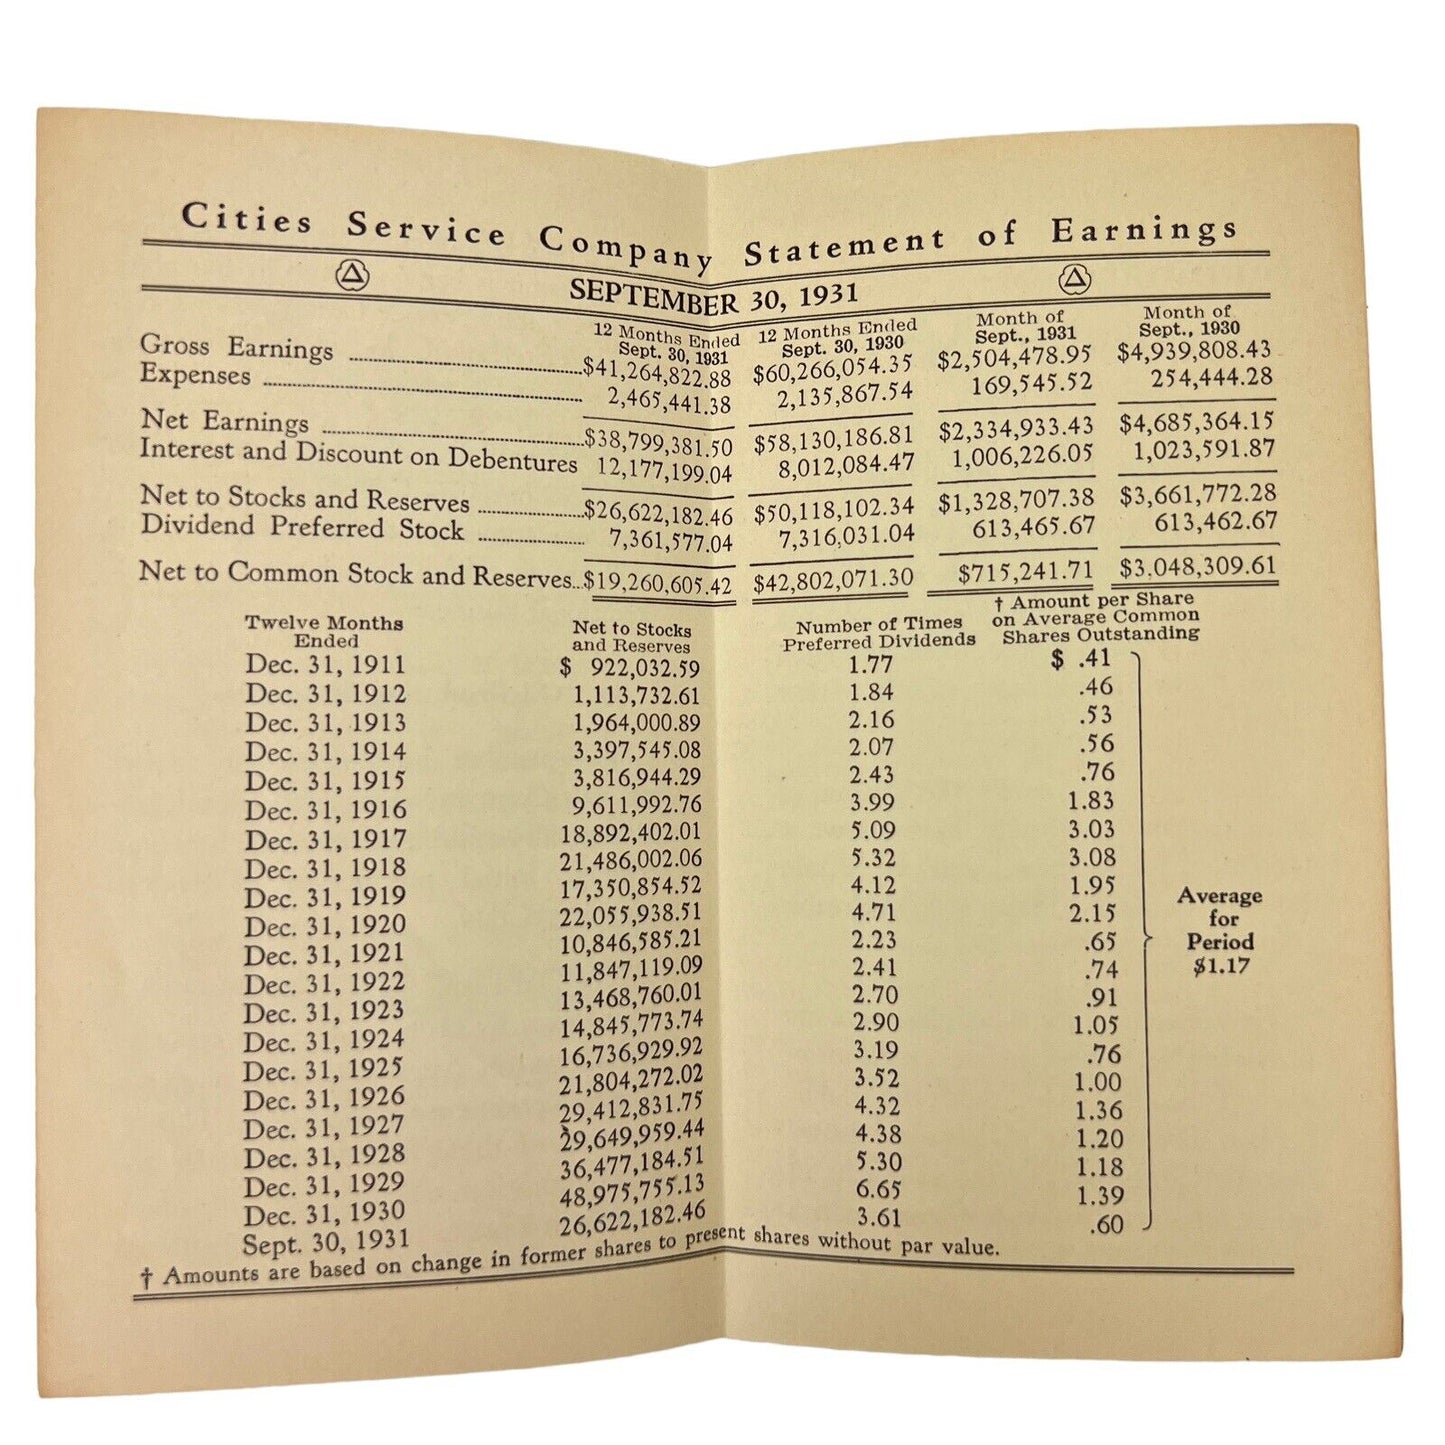 Cities Service Company Statement of Earnings
SEPTEMBER 30, 1931
12 Months Ended Sept. 30, 1931 12 Months Ended Sept. 30, 1930 Month of Sept., 1931 Month of Sept., 1930
Gross Earnings $41,264,822.88 $60,266,054.35 $2,504,478.95 $4,939,808.43
Expenses 2,465,441.38 2,135,867.54 169,545.52 254,444.28
Net Earnings $38,799,381.50 $58,130,186.81 $2,334,933.43 $4,685,364.15
Interest and Discount on Debentures 12,177,199.04 8,012,084.47 1,006,226.05 1,023,591.87
Net to Stocks and Reserves $26,622,182.46 $50,118,102.34 $1,328,707.38 $3,661,772.28
Dividend Preferred Stock 7,361,577.04 7,316,031.04 613,465.67 613,462.67
Net to Common Stock and Reserves $19,260,605.42 $42,802,071.30 $715,241.71 $3,048,309.61
Twelve Months Ended Net to Stocks and Reserves Number of Times Preferred Dividends † Amount per Share on Average Common Shares Outstanding
Dec. 31, 1911 $ 922,032.59 1.77 $ .41
Dec. 31, 1912 1,113,732.61 1.84 .46
Dec. 31, 1913 1,964,000.89 2.16 .53
Dec. 31, 1914 3,397,545.08 2.07 .56
Dec. 31, 1915 3,816,944.29 2.43 .76
Dec. 31, 1916 9,611,992.76 3.99 1.83
Dec. 31, 1917 18,892,402.01 5.09 3.03
Dec. 31, 1918 21,486,002.06 5.32 3.08
Dec. 31, 1919 17,350,854.52 4.12 1.95
Dec. 31, 1920 22,055,938.51 4.71 2.15
Dec. 31, 1921 10,846,585.21 2.23 .65
Dec. 31, 1922 11,847,119.09 2.41 .74
Dec. 31, 1923 13,468,760.01 2.70 .91
Dec. 31, 1924 14,845,773.74 2.90 1.05
Dec. 31, 1925 16,736,929.92 3.19 .76
Dec. 31, 1926 21,804,272.02 3.52 1.00
Dec. 31, 1927 29,412,831.75 4.32 1.36
Dec. 31, 1928 29,649,959.44 4.38 1.20
Dec. 31, 1929 36,477,184.51 5.30 1.18
Dec. 31, 1930 48,975,755.13 6.65 1.39
Sept. 30, 1931 26,622,182.46 3.61 .60
Average
for
Period
$1.17
† Amounts are based on change in former shares to present shares without par value.